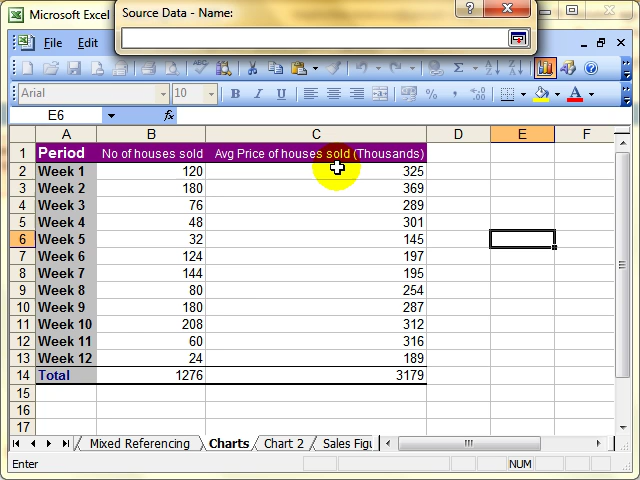 Microsoft Excel
Source Data - Name:
File Edit
Arial 10 B I U % ,
E6 fx
A B C D E F
1 Period No of houses sold Avg Price of houses sold (Thousands)
2 Week 1 120 325
3 Week 2 180 369
4 Week 3 76 289
5 Week 4 48 301
6 Week 5 32 145
7 Week 6 124 197
8 Week 7 144 195
9 Week 8 80 254
10 Week 9 180 287
11 Week 10 208 312
12 Week 11 60 316
13 Week 12 24 189
14 Total 1276 3179
15
16
17
Mixed Referencing Charts Chart 2 Sales Figu
Enter NUM